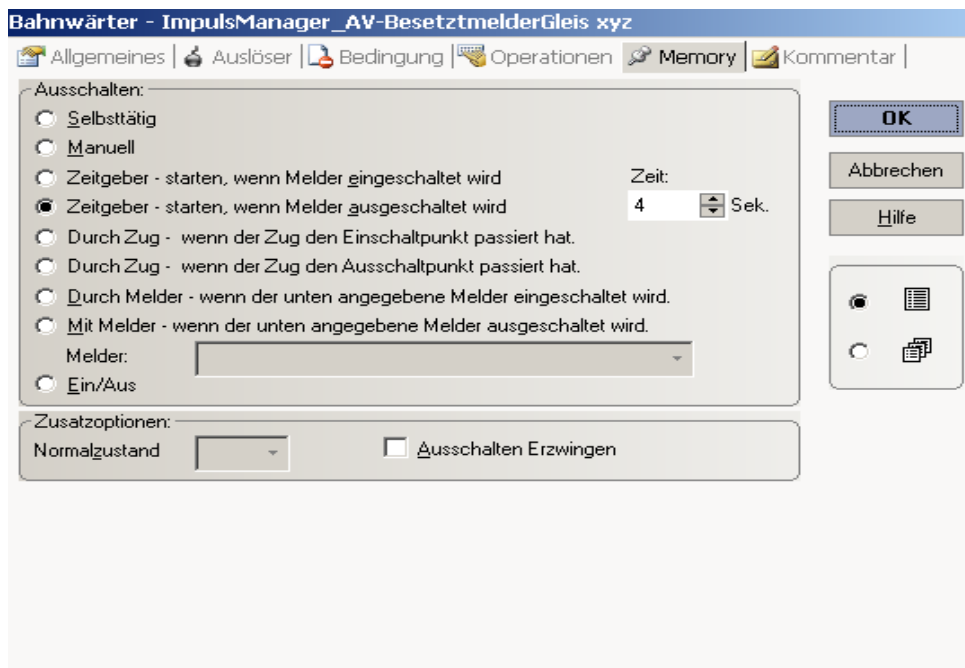 Bahnwärter - ImpulsManager_AV-BesetztmelderGleis xyz
Allgemeines | Auslöser | Bedingung | Operationen | Memory | Kommentar |
Ausschalten:
Selbsttätig
Manuell
Zeitgeber - starten, wenn Melder eingeschaltet wird
Zeit:
Zeitgeber - starten, wenn Melder ausgeschaltet wird
4 Sek.
Durch Zug - wenn der Zug den Einschaltpunkt passiert hat.
Durch Zug - wenn der Zug den Ausschaltpunkt passiert hat.
Durch Melder - wenn der unten angegebene Melder eingeschaltet wird.
Mit Melder - wenn der unten angegebene Melder ausgeschaltet wird.
Melder:
Ein/Aus
Zusatzoptionen:
Normalzustand
Ausschalten Erzwingen
OK
Abbrechen
Hilfe